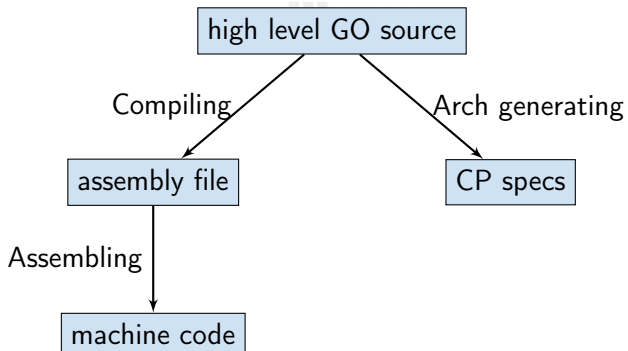 high level GO source
Compiling
Arch generating
assembly file
CP specs
Assembling
machine code